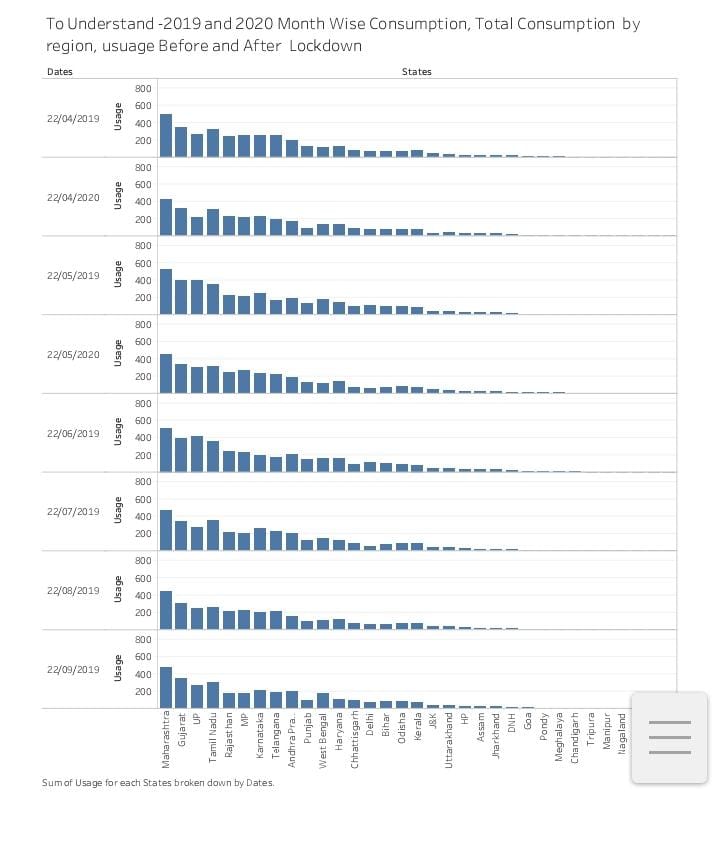 To Understand -2019 and 2020 Month Wise Consumption, Total Consumption by
region, usuage Before and After Lockdown
Dates
States
22/04/2019
Usage
800
600
400
200
22/04/2020
Usage
800
600
400
200
22/05/2019
Usage
800
600
400
200
22/05/2020
Usage
800
600
400
200
22/06/2019
Usage
800
600
400
200
22/07/2019
Usage
800
600
400
200
22/08/2019
Usage
800
600
400
200
22/09/2019
Usage
800
600
400
200
Maharashtra
Gujarat
UP
Tamil Nadu
Rajasthan
MP
Karnataka
Telangana
Andhra Pra..
Punjab
West Bengal
Haryana
Chhattisgarh
Delhi
Bihar
Odisha
Kerala
J&K
Uttarakhand
HP
Assam
Jharkhand
DNH
Goa
Pondy
Meghalaya
Chandigarh
Tripura
Manipur
Nagaland
Sum of Usage for each States broken down by Dates.